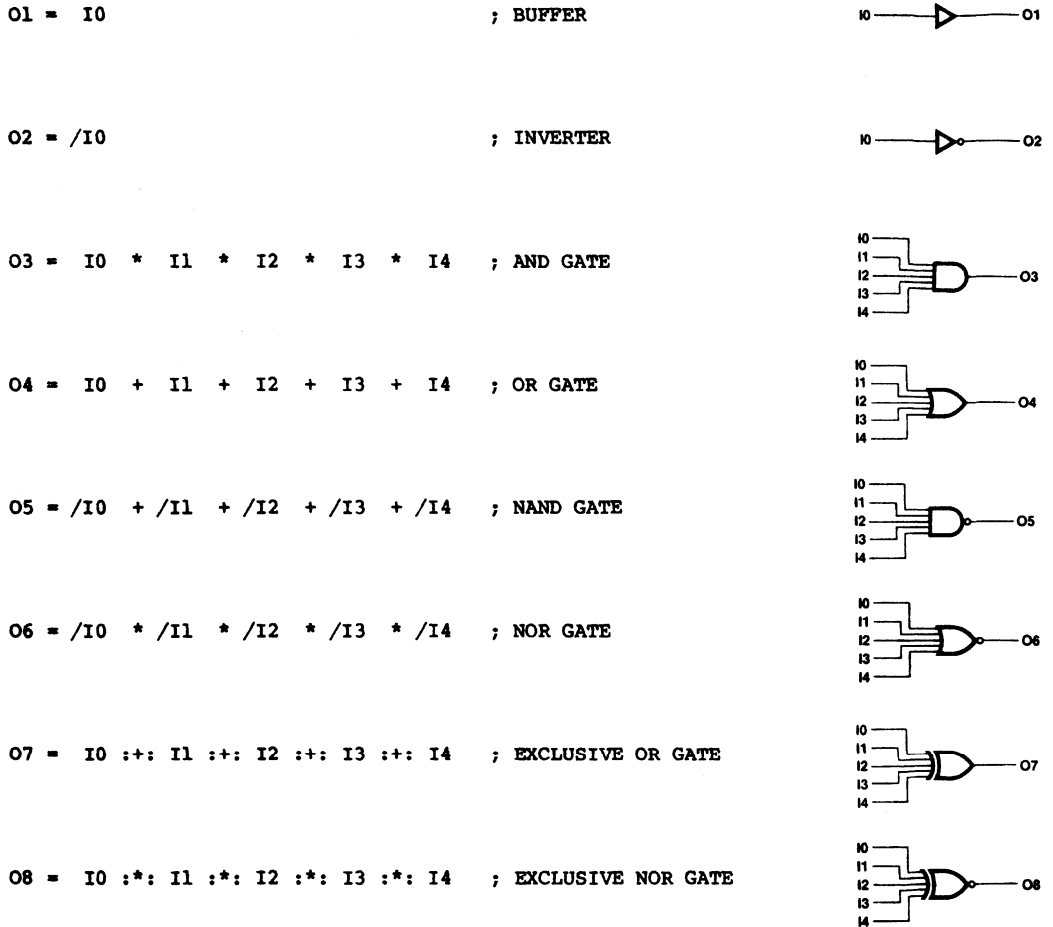 O1 = I0 ; BUFFER I0 O1
O2 = /I0 ; INVERTER I0 O2
I0
I1
O3 = I0 * I1 * I2 * I3 * I4 ; AND GATE I2 O3
I3
I4
I0
I1
O4 = I0 + I1 + I2 + I3 + I4 ; OR GATE I2 O4
I3
I4
I0
I1
O5 = /I0 + /I1 + /I2 + /I3 + /I4 ; NAND GATE I2 O5
I3
I4
I0
I1
O6 = /I0 * /I1 * /I2 * /I3 * /I4 ; NOR GATE I2 O6
I3
I4
I0
I1
O7 = I0 :+: I1 :+: I2 :+: I3 :+: I4 ; EXCLUSIVE OR GATE I2 O7
I3
I4
I0
I1
O8 = I0 :*: I1 :*: I2 :*: I3 :*: I4 ; EXCLUSIVE NOR GATE I2 O8
I3
I4